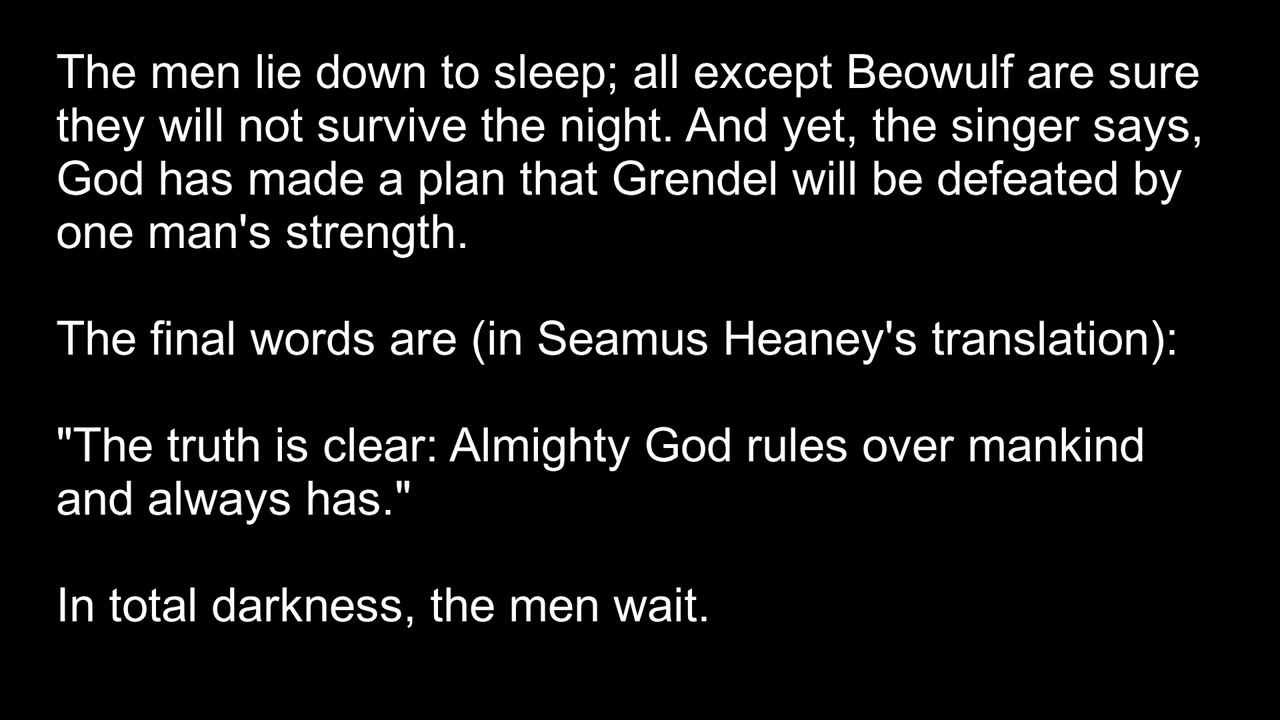 The men lie down to sleep; all except Beowulf are sure
they will not survive the night. And yet, the singer says,
God has made a plan that Grendel will be defeated by
one man's strength.
The final words are (in Seamus Heaney's translation):
"The truth is clear: Almighty God rules over mankind
and always has."
In total darkness, the men wait.